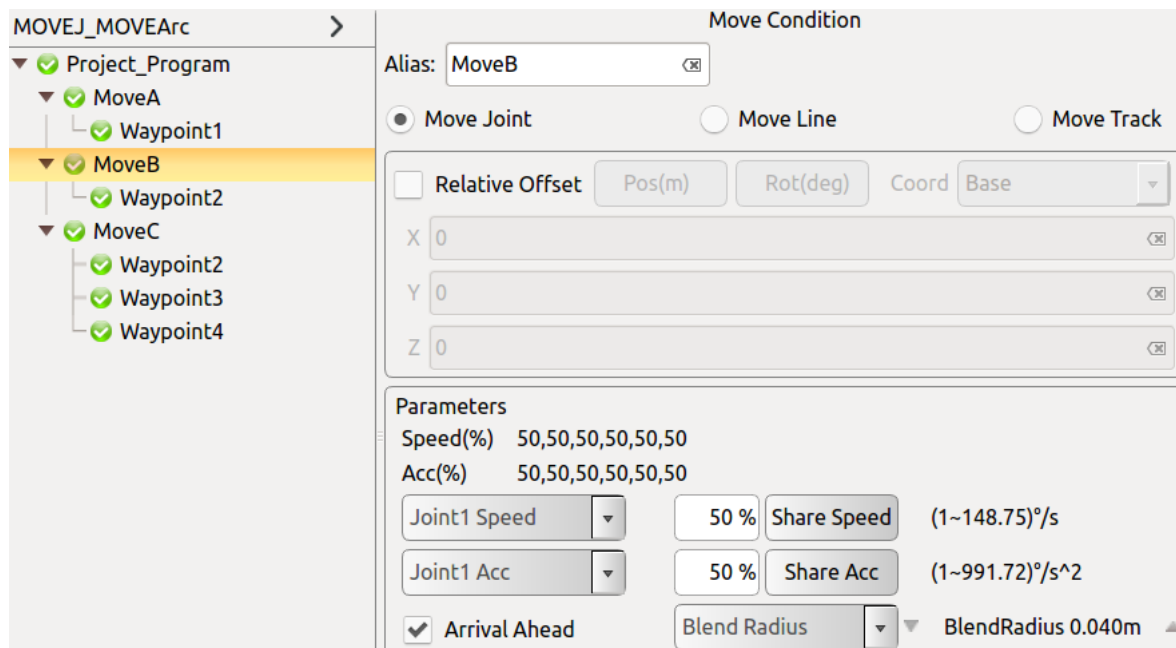 MOVEJ_MOVEArc
Project_Program
MoveA
Waypoint1
MoveB
Waypoint2
MoveC
Waypoint2
Waypoint3
Waypoint4
Move Condition
Alias: MoveB
Move Joint Move Line Move Track
Relative Offset Pos(m) Rot(deg) Coord Base
X 0
Y 0
Z 0
Parameters
Speed(%) 50,50,50,50,50,50
Acc(%) 50,50,50,50,50,50
Joint1 Speed 50 % Share Speed (1~148.75)°/s
Joint1 Acc 50 % Share Acc (1~991.72)°/s^2
Arrival Ahead Blend Radius BlendRadius 0.040m